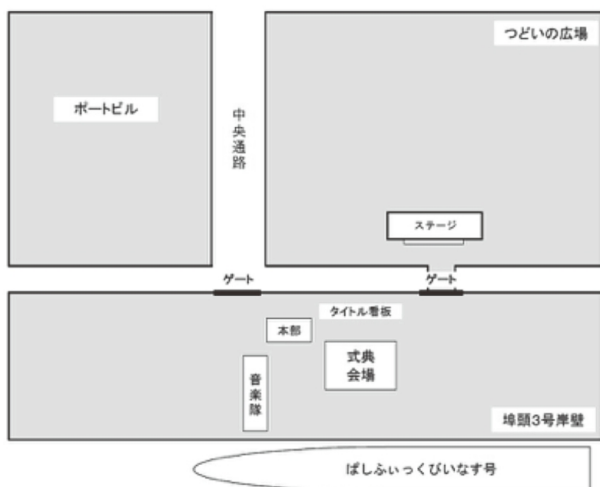 つどいの広場
ポートビル
中央通路
ステージ
ゲート
ゲート
タイトル看板
本部
式典
会場
音楽隊
埠頭3号岸壁
ぱしふぃっくびいなす号